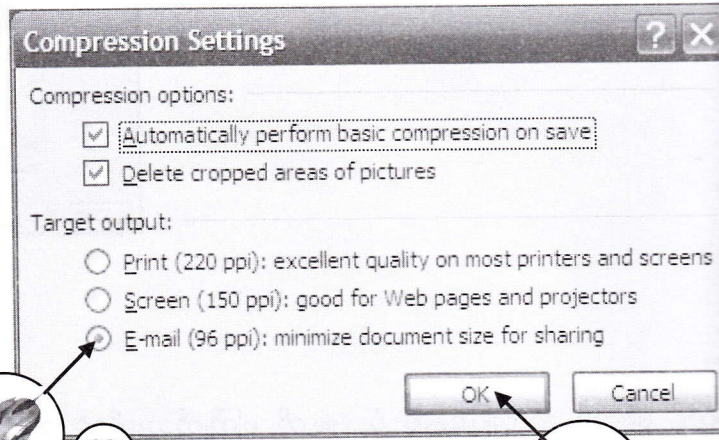 Compression Settings
Compression options:
Automatically perform basic compression on save
Delete cropped areas of pictures
Target output:
Print (220 ppi): excellent quality on most printers and screens
Screen (150 ppi): good for Web pages and projectors
E-mail (96 ppi): minimize document size for sharing
OK Cancel